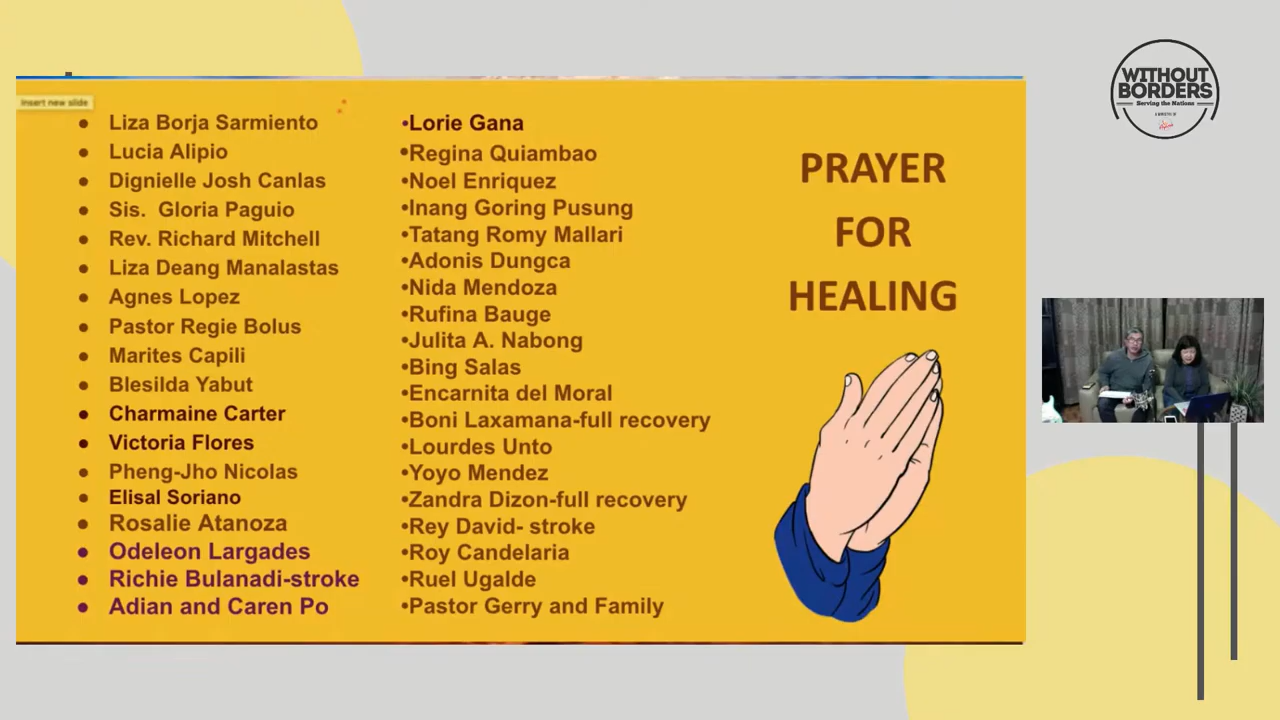 WITHOUT
BORDERS
Serving the Nations
Insert new slide
• Liza Borja Sarmiento
• Lucia Alipio
• Dignielle Josh Canlas
• Sis. Gloria Paguio
• Rev. Richard Mitchell
• Liza Deang Manalastas
• Agnes Lopez
• Pastor Regie Bolus
• Marites Capili
• Blesilda Yabut
• Charmaine Carter
• Victoria Flores
• Pheng-Jho Nicolas
• Elisal Soriano
• Rosalie Atanoza
• Odeleon Largades
• Richie Bulanadi-stroke
• Adian and Caren Po
•Lorie Gana
•Regina Quiambao
•Noel Enriquez
•Inang Goring Pusung
•Tatang Romy Mallari
•Adonis Dungca
•Nida Mendoza
•Rufina Bauge
•Julita A. Nabong
•Bing Salas
•Encarnita del Moral
•Boni Laxamana-full recovery
•Lourdes Unto
•Yoyo Mendez
•Zandra Dizon-full recovery
•Rey David- stroke
•Roy Candelaria
•Ruel Ugalde
•Pastor Gerry and Family
PRAYER
FOR
HEALING